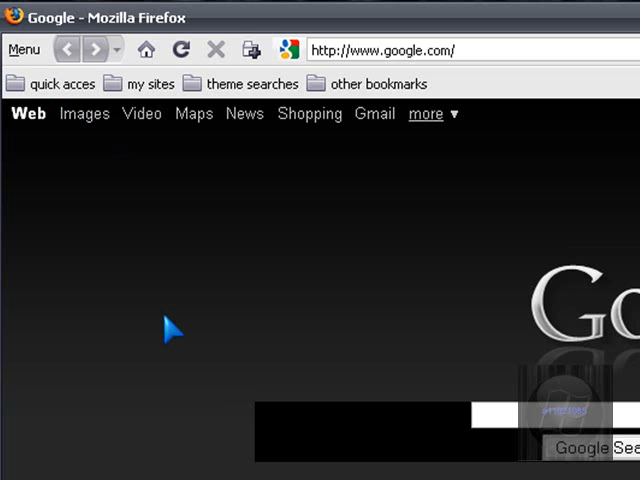 Google - Mozilla Firefox
Menu
http://www.google.com/
quick acces my sites theme searches other bookmarks
Web Images Video Maps News Shopping Gmail more ▼
Go
Google Sea